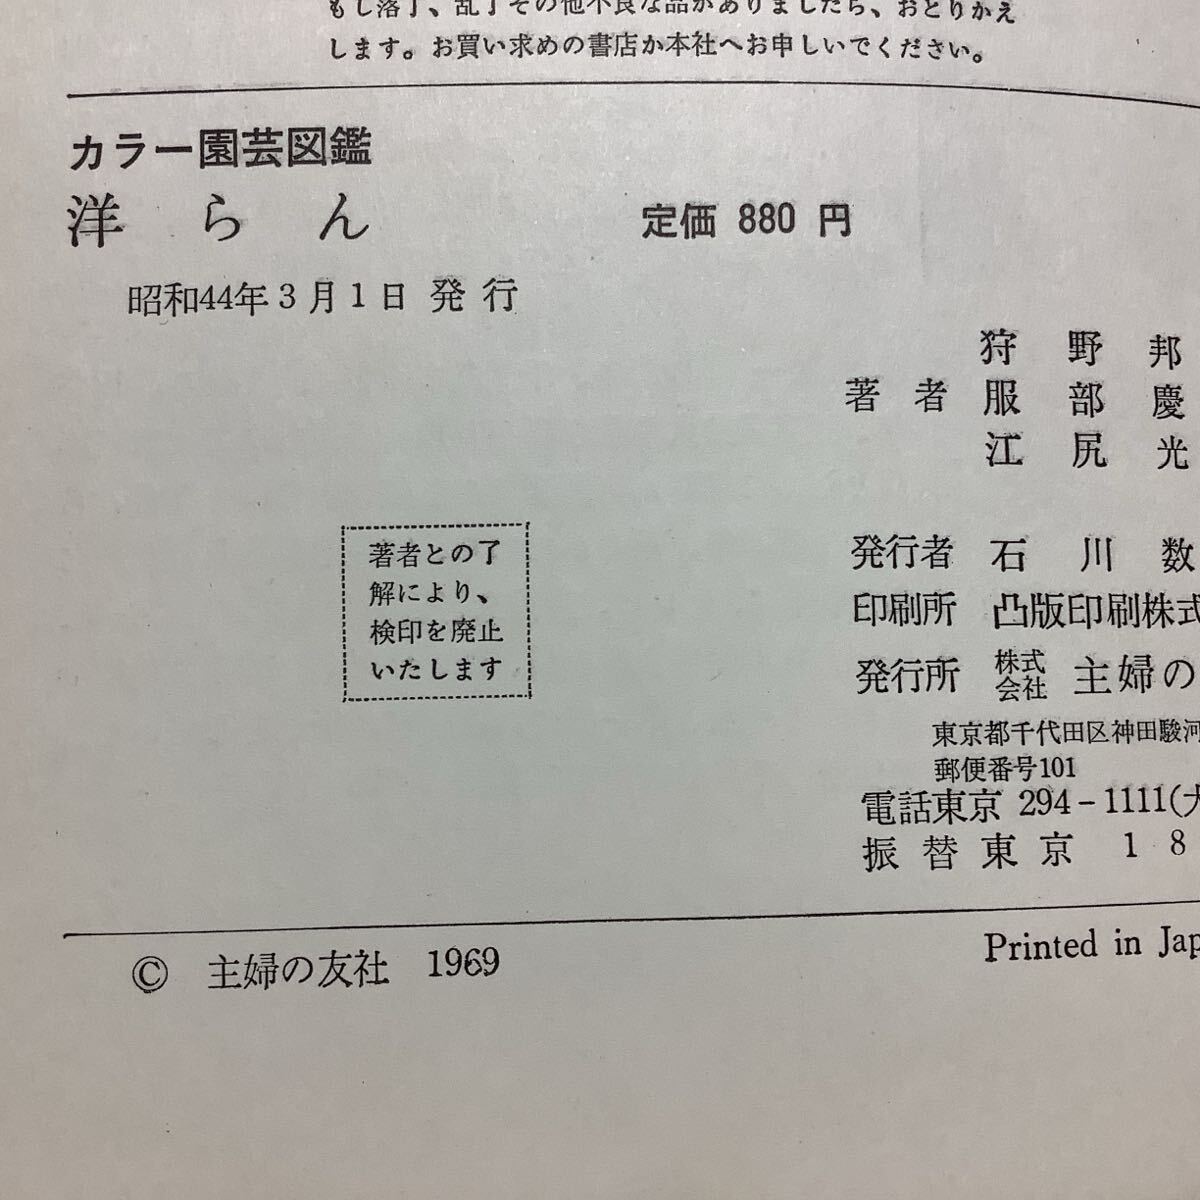 もし落丁、乱丁その他不良な品がありましたら、おとりかえ
します。お買い求めの書店か本社へお申しいでください。
カラー園芸図鑑
洋らん
定価 880 円
昭和44年3月1日 発行
狩野邦
著者 服部慶
江尻光
著者との了
解により、
検印を廃止
いたします
発行者 石川数
印刷所 凸版印刷株式
発行所 株式会社 主婦の
東京都千代田区神田駿河
郵便番号101
電話東京 294-1111(大
振替東京 18
© 主婦の友社 1969
Printed in Jap